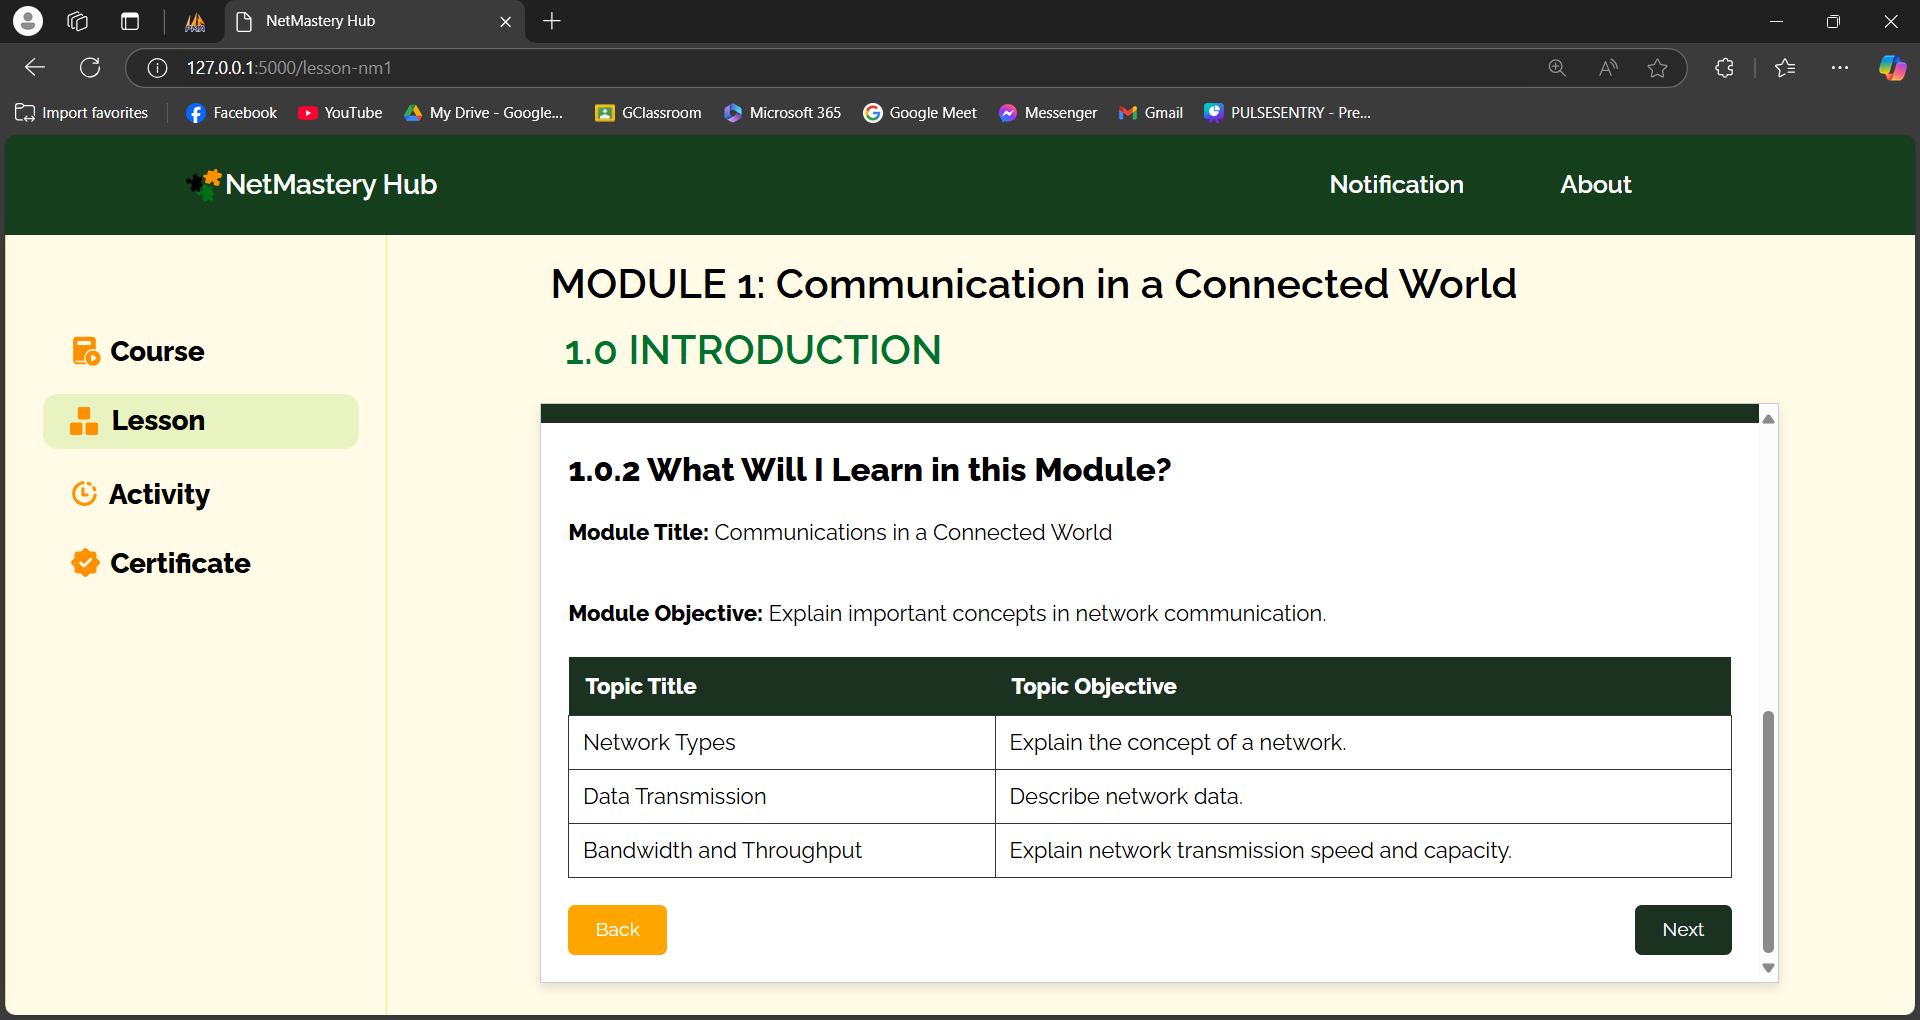 NetMastery Hub
127.0.0.1:5000/lesson-nm1
Import favorites
Facebook
YouTube
My Drive - Google...
GClassroom
Microsoft 365
Google Meet
Messenger
Gmail
PULSESENTRY - Pre...
NetMastery Hub
Notification
About
Course
Lesson
Activity
Certificate
MODULE 1: Communication in a Connected World
1.0 INTRODUCTION
1.0.2 What Will I Learn in this Module?
Module Title: Communications in a Connected World
Module Objective: Explain important concepts in network communication.
Topic Title Topic Objective
Network Types Explain the concept of a network.
Data Transmission Describe network data.
Bandwidth and Throughput Explain network transmission speed and capacity.
Back
Next